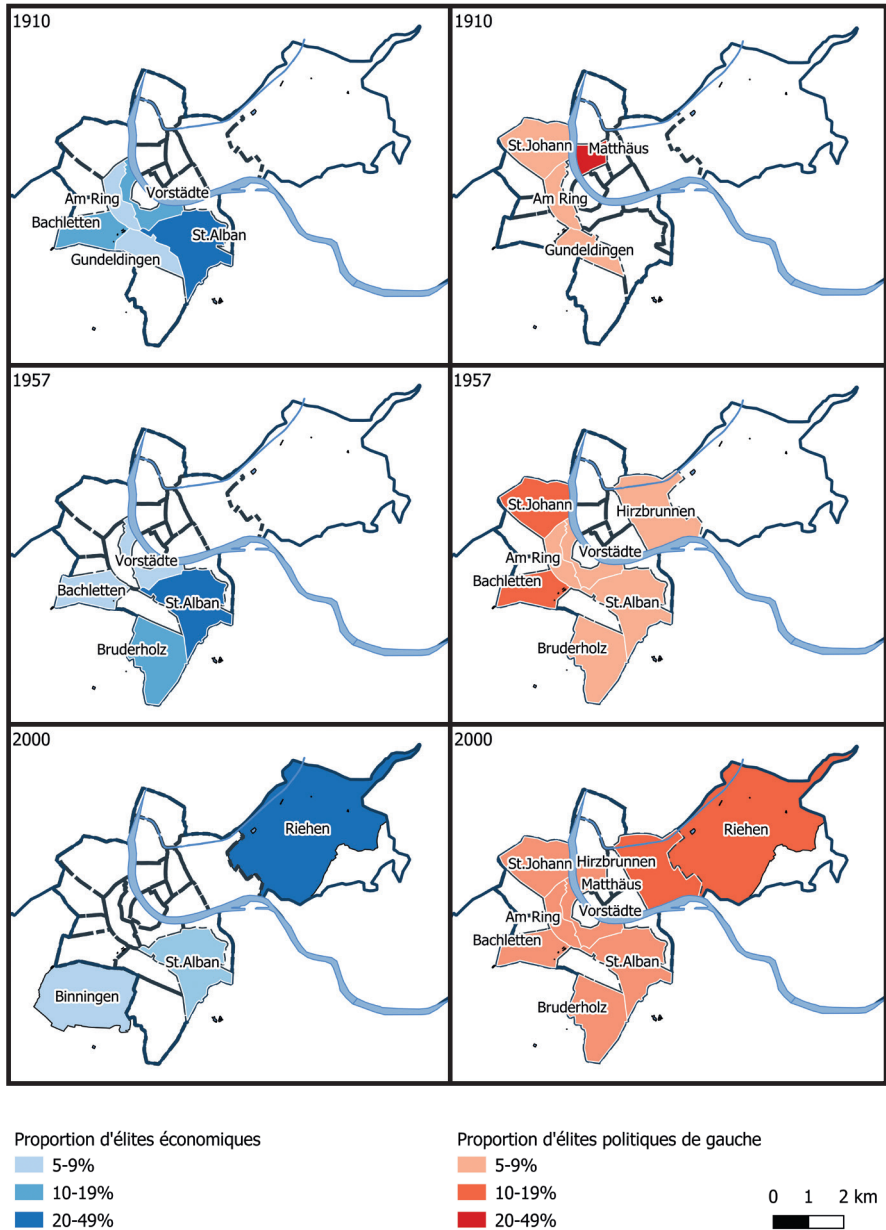 1910
Am Ring
Vorstädte
Bachletten
St.Alban
Gundeldingen
1910
St.Johann
Matthäus
Am Ring
Gundeldingen
1957
Vorstädte
Bachletten
St.Alban
Bruderholz
1957
St.Johann
Hirzbrunnen
Am Ring
Vorstädte
Bachletten
St.Alban
Bruderholz
2000
Riehen
St.Alban
Binningen
2000
Riehen
St.Johann
Hirzbrunnen
Matthäus
Am Ring
Vorstädte
Bachletten
St.Alban
Bruderholz
Proportion d'élites économiques
5-9%
10-19%
20-49%
Proportion d'élites politiques de gauche
5-9%
10-19%
20-49%
0 1 2 km